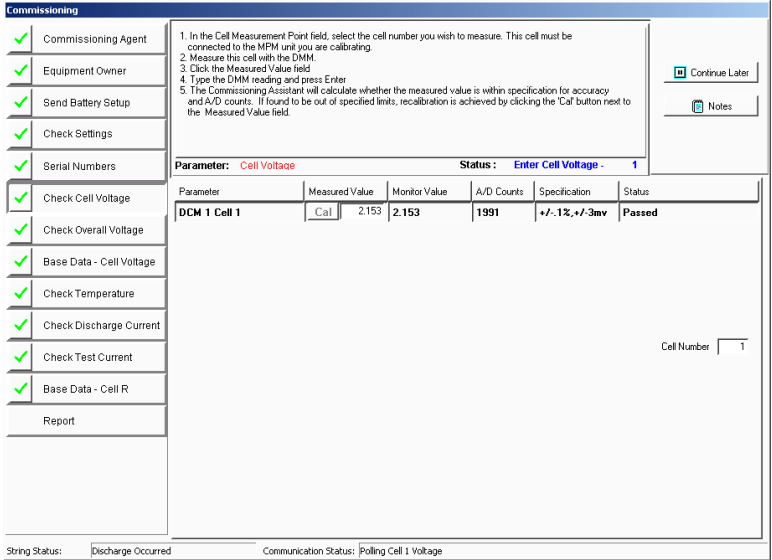 Commissioning
Commissioning Agent
Equipment Owner
Send Battery Setup
Check Settings
Serial Numbers
Check Cell Voltage
Check Overall Voltage
Base Data - Cell Voltage
Check Temperature
Check Discharge Current
Check Test Current
Base Data - Cell R
Report
1. In the Cell Measurement Point field, select the cell number you wish to measure. This cell must be
connected to the MPM unit you are calibrating.
2. Measure this cell with the DMM.
3. Click the Measured Value field
4. Type the DMM reading and press Enter
5. The Commissioning Assistant will calculate whether the measured value is within specification for accuracy
and A/D counts. If found to be out of specified limits, recalibration is achieved by clicking the 'Cal' button next to
the Measured Value field.
Parameter: Cell Voltage Status : Enter Cell Voltage - 1
Continue Later
Notes
Parameter Measured Value Monitor Value A/D Counts Specification Status
DCM 1 Cell 1 Cal 2.153 2.153 1991 +/-.1%,+/-3mv Passed
Cell Number 1
String Status: Discharge Occurred Communication Status: Polling Cell 1 Voltage